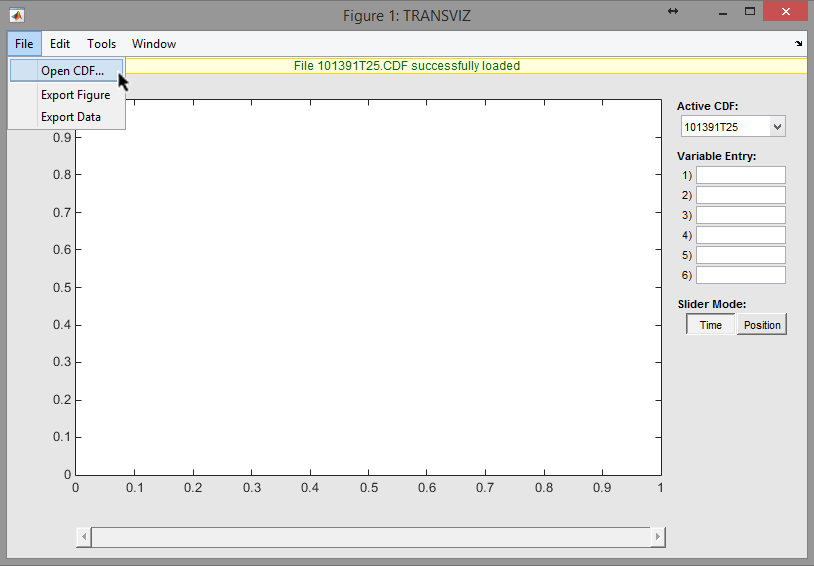 Figure 1: TRANSVIZ
File Edit Tools Window
File 101391T25.CDF successfully loaded
Open CDF...
Export Figure
Export Data
0.9
0.8
0.7
0.6
0.5
0.4
0.3
0.2
0.1
0
0 0.1 0.2 0.3 0.4 0.5 0.6 0.7 0.8 0.9 1
Active CDF:
101391T25
Variable Entry:
1)
2)
3)
4)
5)
6)
Slider Mode:
Time Position